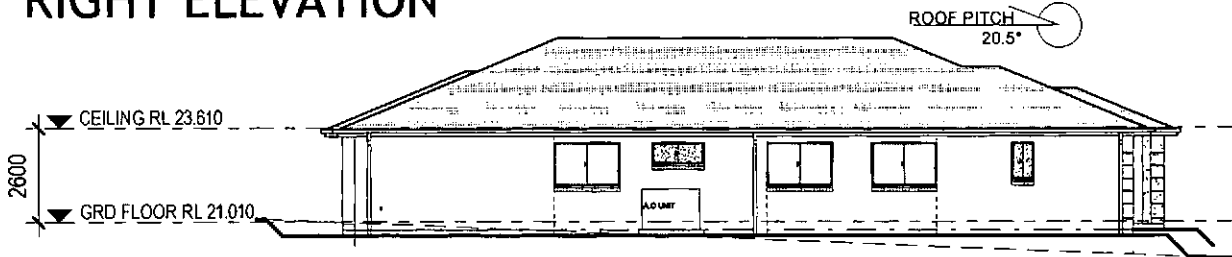 RIGHT ELEVATION
ROOF PITCH
20.5°
CEILING RL 23.610
2600
GRD FLOOR RL 21.010
A.C UNIT